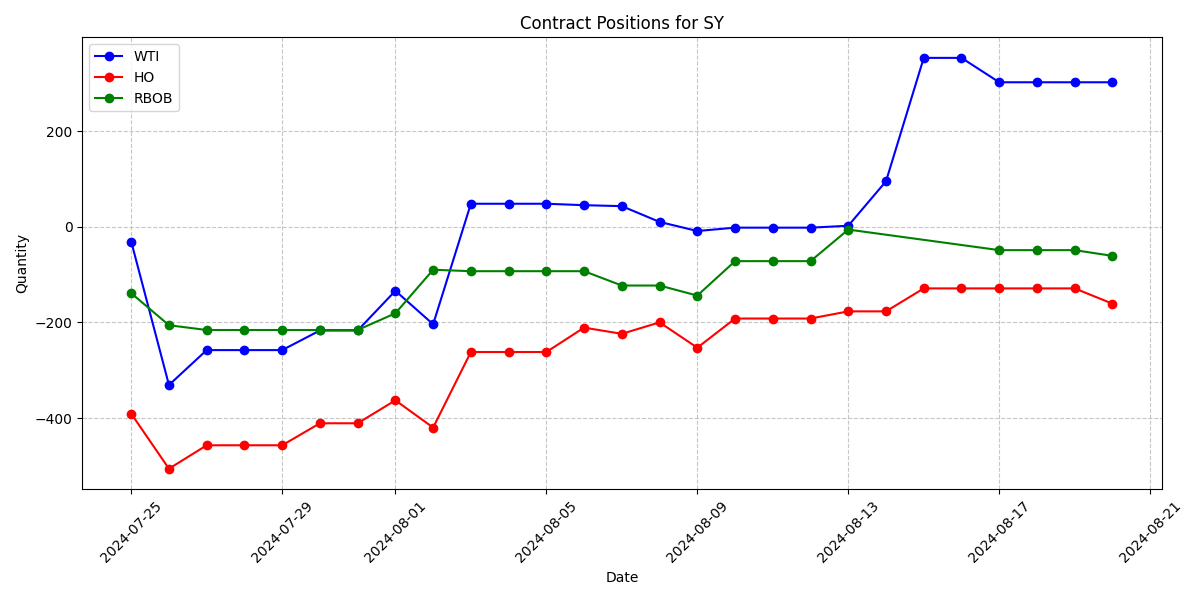 Contract Positions for SY
WTI
HO
RBOB
Quantity
200
0
−200
−400
2024-07-25
2024-07-29
2024-08-01
2024-08-05
2024-08-09
2024-08-13
2024-08-17
2024-08-21
Date